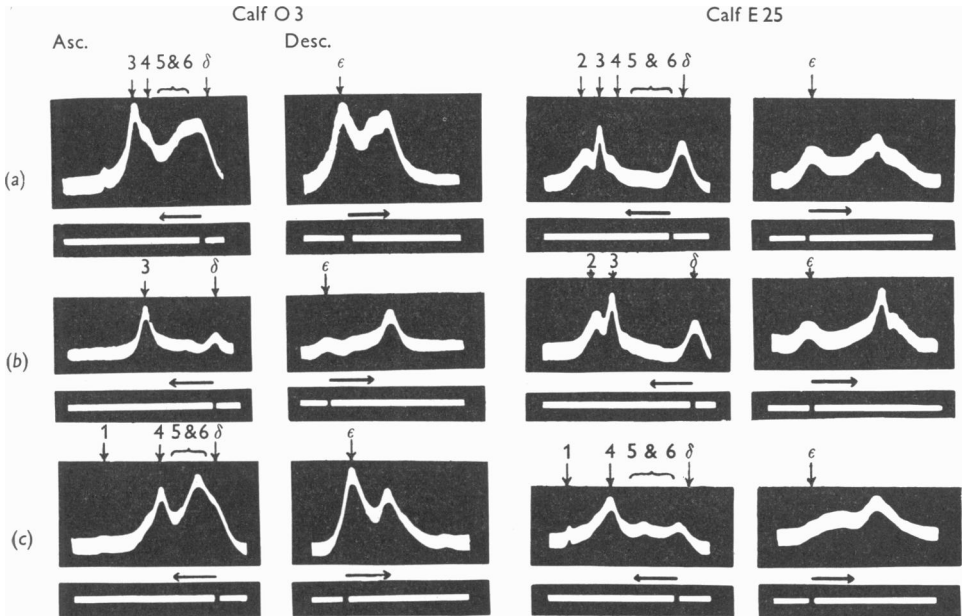 Calf O 3 Calf E 25
Asc. Desc.
3 4 5 & 6 δ ϵ 2 3 4 5 & 6 δ ϵ
(a)
3 δ ϵ 2 3 δ ϵ
(b)
1 4 5 & 6 δ ϵ 1 4 5 & 6 δ ϵ
(c)